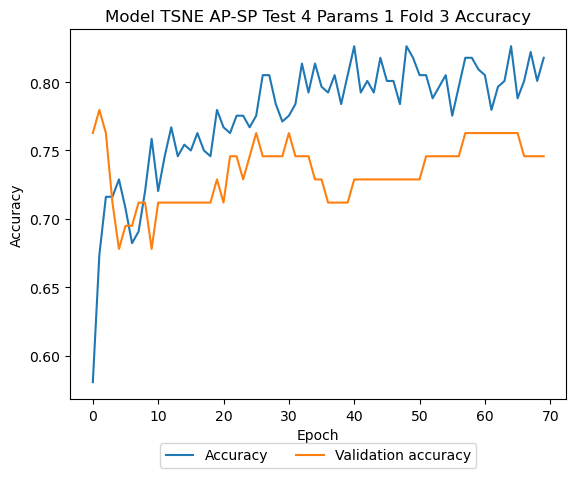 Model TSNE AP-SP Test 4 Params 1 Fold 3 Accuracy
0.80
0.75
0.70
0.65
0.60
Accuracy
0 10 20 30 40 50 60 70
Epoch
Accuracy Validation accuracy